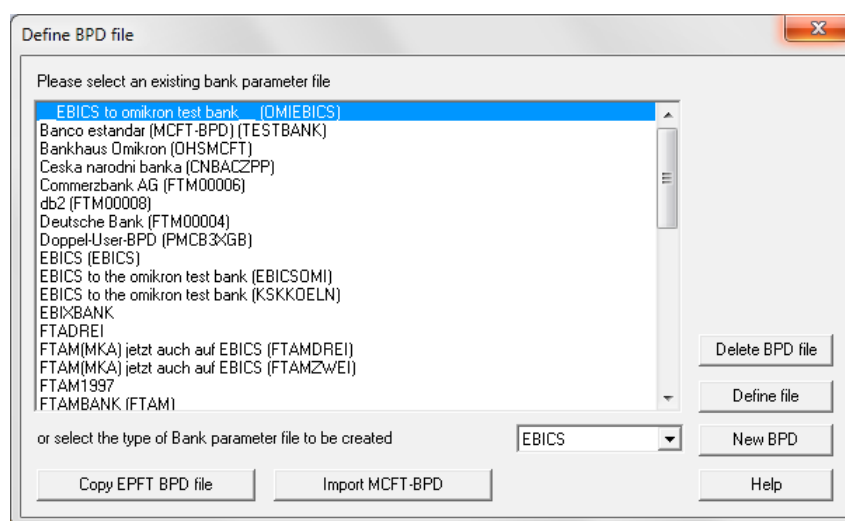 Define BPD file
Please select an existing bank parameter file
__EBICS to omikron test bank__ (OMIEBICS)
Banco estandar (MCFT-BPD) (TESTBANK)
Bankhaus Omikron (OHSMCFT)
Ceska narodni banka (CNBACZPP)
Commerzbank AG (FTM00006)
db2 (FTM00008)
Deutsche Bank (FTM00004)
Doppel-User-BPD (PMCB3XGB)
EBICS (EBICS)
EBICS to the omikron test bank (EBICSOMI)
EBICS to the omikron test bank (KSKKOELN)
EBIXBANK
FTADREI
FTAM(MKA) jetzt auch auf EBICS (FTAMDREI)
FTAM(MKA) jetzt auch auf EBICS (FTAMZWEI)
FTAM1997
FTAMBANK (FTAM)
Delete BPD file
Define file
or select the type of Bank parameter file to be created
EBICS
New BPD
Copy EPFT BPD file
Import MCFT-BPD
Help